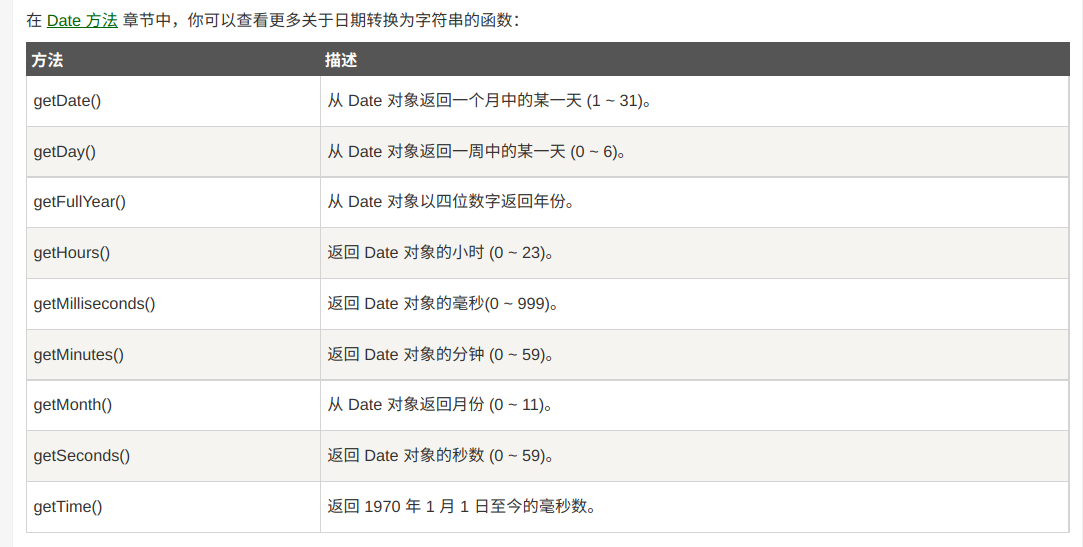 在 Date 方法 章节中，你可以查看更多关于日期转换为字符串的函数：
方法 描述
getDate() 从 Date 对象返回一个月中的某一天 (1 ~ 31)。
getDay() 从 Date 对象返回一周中的某一天 (0 ~ 6)。
getFullYear() 从 Date 对象以四位数字返回年份。
getHours() 返回 Date 对象的小时 (0 ~ 23)。
getMilliseconds() 返回 Date 对象的毫秒(0 ~ 999)。
getMinutes() 返回 Date 对象的分钟 (0 ~ 59)。
getMonth() 从 Date 对象返回月份 (0 ~ 11)。
getSeconds() 返回 Date 对象的秒数 (0 ~ 59)。
getTime() 返回 1970 年 1 月 1 日至今的毫秒数。